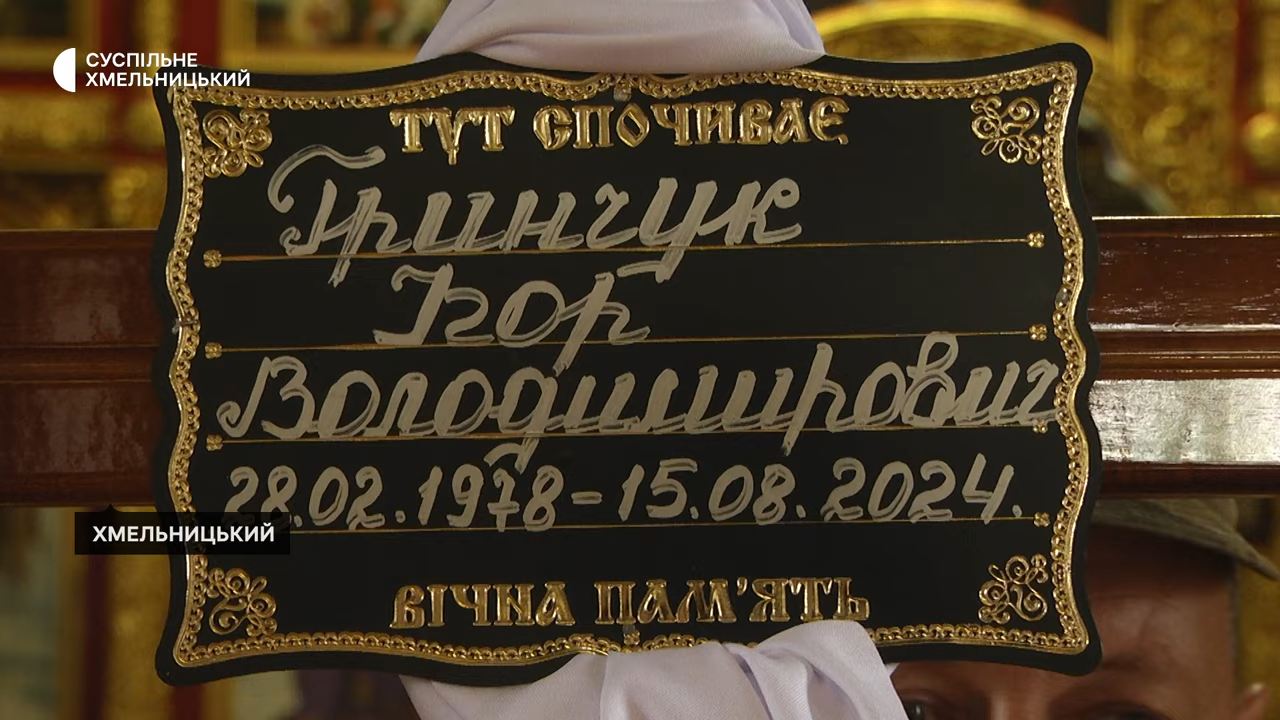 СУСПІЛЬНЕ
ХМЕЛЬНИЦЬКИЙ
ТУТ СПОЧИВАЄ
Гринчук
Ігор
Володимирович
28.02.1978-15.08.2024.
ХМЕЛЬНИЦЬКИЙ
ВІЧНА ПАМ'ЯТЬ